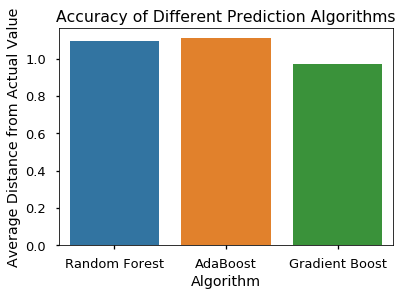 Accuracy of Different Prediction Algorithms
Average Distance from Actual Value
1.0
0.8
0.6
0.4
0.2
0.0
Random Forest
AdaBoost
Gradient Boost
Algorithm